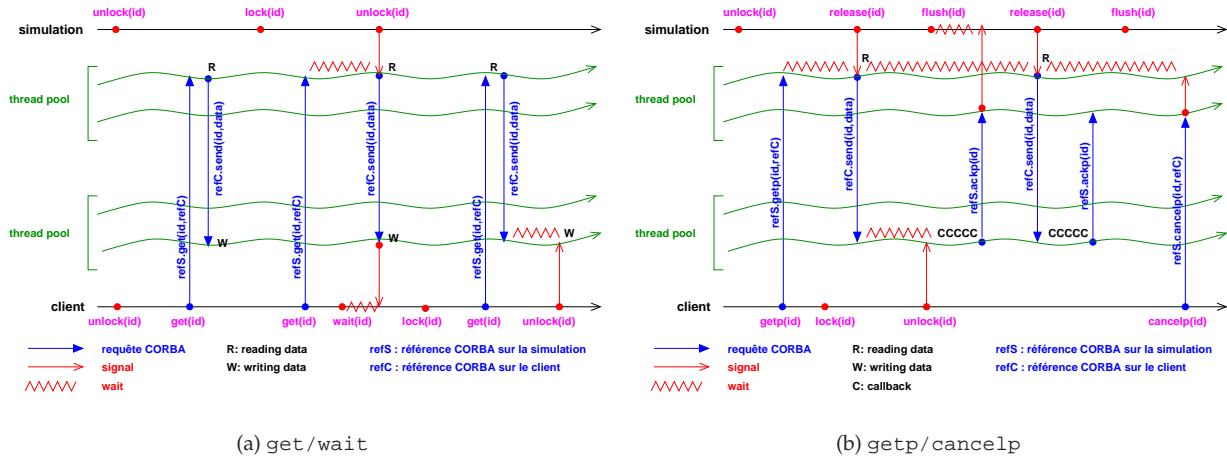 unlock(id) lock(id) unlock(id)
simulation
R R R
thread pool
refS.get(id,refC)
refC.send(id,data)
refS.get(id,refC)
refC.send(id,data)
refS.get(id,refC)
refC.send(id,data)
thread pool
W W W
client
unlock(id) get(id) get(id) wait(id) lock(id) get(id) unlock(id)
requête CORBA R: reading data refS : référence CORBA sur la simulation
signal W: writing data refC : référence CORBA sur le client
wait
(a) get/wait
unlock(id) release(id) flush(id) release(id) flush(id)
simulation
R R
thread pool
refS.getp(id,refC)
refC.send(id,data)
refS.ackp(id)
refC.send(id,data)
refS.ackp(id)
refS.cancelp(id,refC)
thread pool
CCCCC CCCCC
client
getp(id) lock(id) unlock(id) cancelp(id)
requête CORBA R: reading data refS : référence CORBA sur la simulation
signal W: writing data refC : référence CORBA sur le client
wait C: callback
(b) getp/cancelp